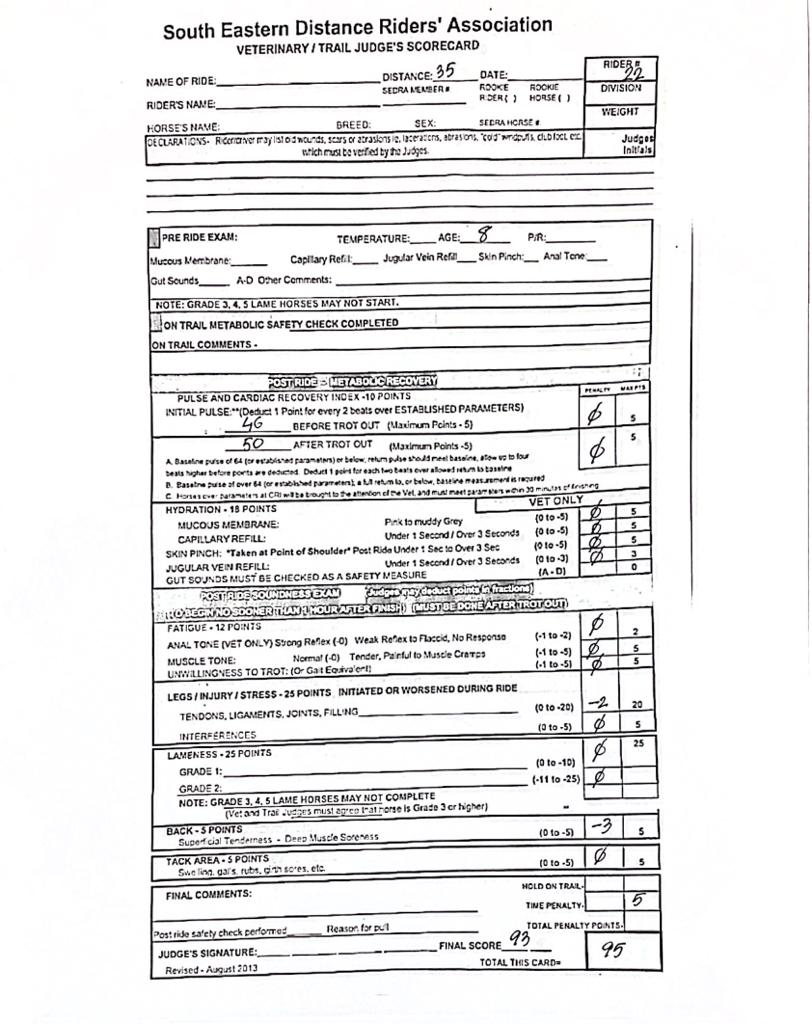 South Eastern Distance Riders' Association
VETERINARY / TRAIL JUDGE'S SCORECARD
NAME OF RIDE: DISTANCE: 35 DATE: RIDER # 22
SEDRA MEMBER # ROOKIE RIDER ( ) ROOKIE HORSE ( ) DIVISION
RIDER'S NAME:
WEIGHT
HORSE'S NAME: BREED: SEX: SEDRA HORSE #
DECLARATIONS- Rider/driver may list old wounds, scars or abrasions ie, lacerations, abrasions, "cold" windpuffs, club foot, etc. Judges
which must be verified by the Judges. Initials
PRE RIDE EXAM: TEMPERATURE: AGE: 8 P/R:
Mucous Membrane: Capillary Refill: Jugular Vein Refill Skin Pinch: Anal Tone:
Gut Sounds A-D Other Comments:
NOTE: GRADE 3, 4, 5 LAME HORSES MAY NOT START.
ON TRAIL METABOLIC SAFETY CHECK COMPLETED
ON TRAIL COMMENTS -
POST RIDE - METABOLIC RECOVERY
PENALTY MAX PTS
PULSE AND CARDIAC RECOVERY INDEX -10 POINTS
INITIAL PULSE:**(Deduct 1 Point for every 2 beats over ESTABLISHED PARAMETERS)
46 BEFORE TROT OUT (Maximum Points - 5) ∅ 5
50 AFTER TROT OUT (Maximum Points -5) ∅ 5
A. Baseline pulse of 64 (or established parameters) or below, return pulse should meet baseline, allow up to four
beats higher before points are deducted. Deduct 1 point for each two beats over allowed return to baseline
B. Baseline pulse of over 64 (or established parameters), a full return to, or below, baseline measurement is required
C. Horses over parameters at CRI will be brought to the attention of the Vet, and must meet parameters within 30 minutes of finishing
HYDRATION - 18 POINTS VET ONLY
MUCOUS MEMBRANE: Pink to muddy Grey (0 to -5) ∅ 5
CAPILLARY REFILL: Under 1 Second / Over 3 Seconds (0 to -5) ∅ 5
SKIN PINCH: *Taken at Point of Shoulder* Post Ride Under 1 Sec to Over 3 Sec (0 to -5) ∅ 5
JUGULAR VEIN REFILL: Under 1 Second / Over 3 Seconds (0 to -3) ∅ 3
GUT SOUNDS MUST BE CHECKED AS A SAFETY MEASURE (A - D) 0
POST RIDE SOUNDNESS EXAM (Judges may deduct points in fractions)
(TO BEGIN NO SOONER THAN 1 HOUR AFTER FINISH) (MUST BE DONE AFTER TROT OUT)
FATIGUE - 12 POINTS
ANAL TONE (VET ONLY) Strong Reflex (-0) Weak Reflex to Flaccid, No Response (-1 to -2) ∅ 2
MUSCLE TONE: Normal (-0) Tender, Painful to Muscle Cramps (-1 to -5) ∅ 5
UNWILLINGNESS TO TROT: (Or Gait Equivalent) (-1 to -5) ∅ 5
LEGS / INJURY / STRESS - 25 POINTS INITIATED OR WORSENED DURING RIDE
TENDONS, LIGAMENTS, JOINTS, FILLING (0 to -20) -2 20
INTERFERENCES (0 to -5) ∅ 5
LAMENESS - 25 POINTS 25
GRADE 1: (0 to -10) ∅
GRADE 2: (-11 to -25) ∅
NOTE: GRADE 3, 4, 5 LAME HORSES MAY NOT COMPLETE
(Vet and Trail Judges must agree that horse is Grade 3 or higher)
BACK - 5 POINTS
Superficial Tenderness - Deep Muscle Soreness (0 to -5) -3 5
TACK AREA - 5 POINTS
Swelling, galls, rubs, girth sores, etc. (0 to -5) ∅ 5
FINAL COMMENTS: HOLD ON TRAIL-
TIME PENALTY- 5
Post ride safety check performed Reason for pull TOTAL PENALTY POINTS-
JUDGE'S SIGNATURE: FINAL SCORE 93
Revised - August 2013 TOTAL THIS CARD= 95